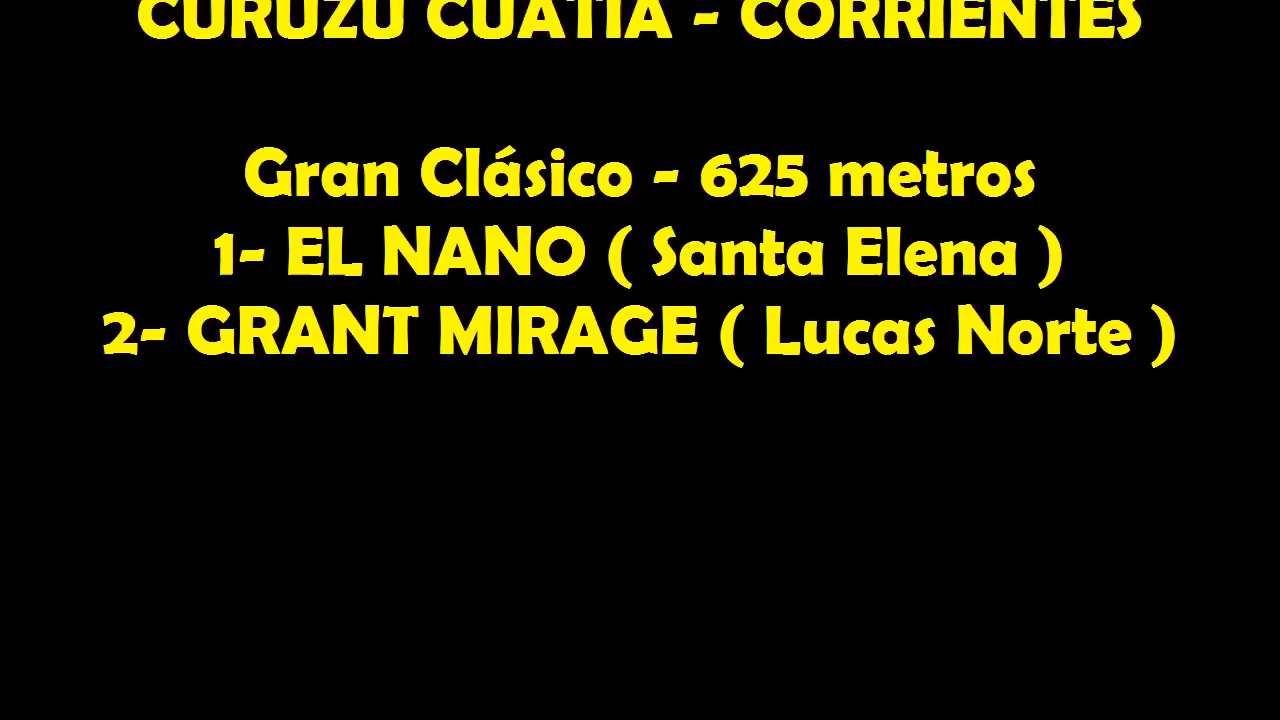 CURUZU CUATIA - CORRIENTES
Gran Clásico - 625 metros
1- EL NANO ( Santa Elena )
2- GRANT MIRAGE ( Lucas Norte )